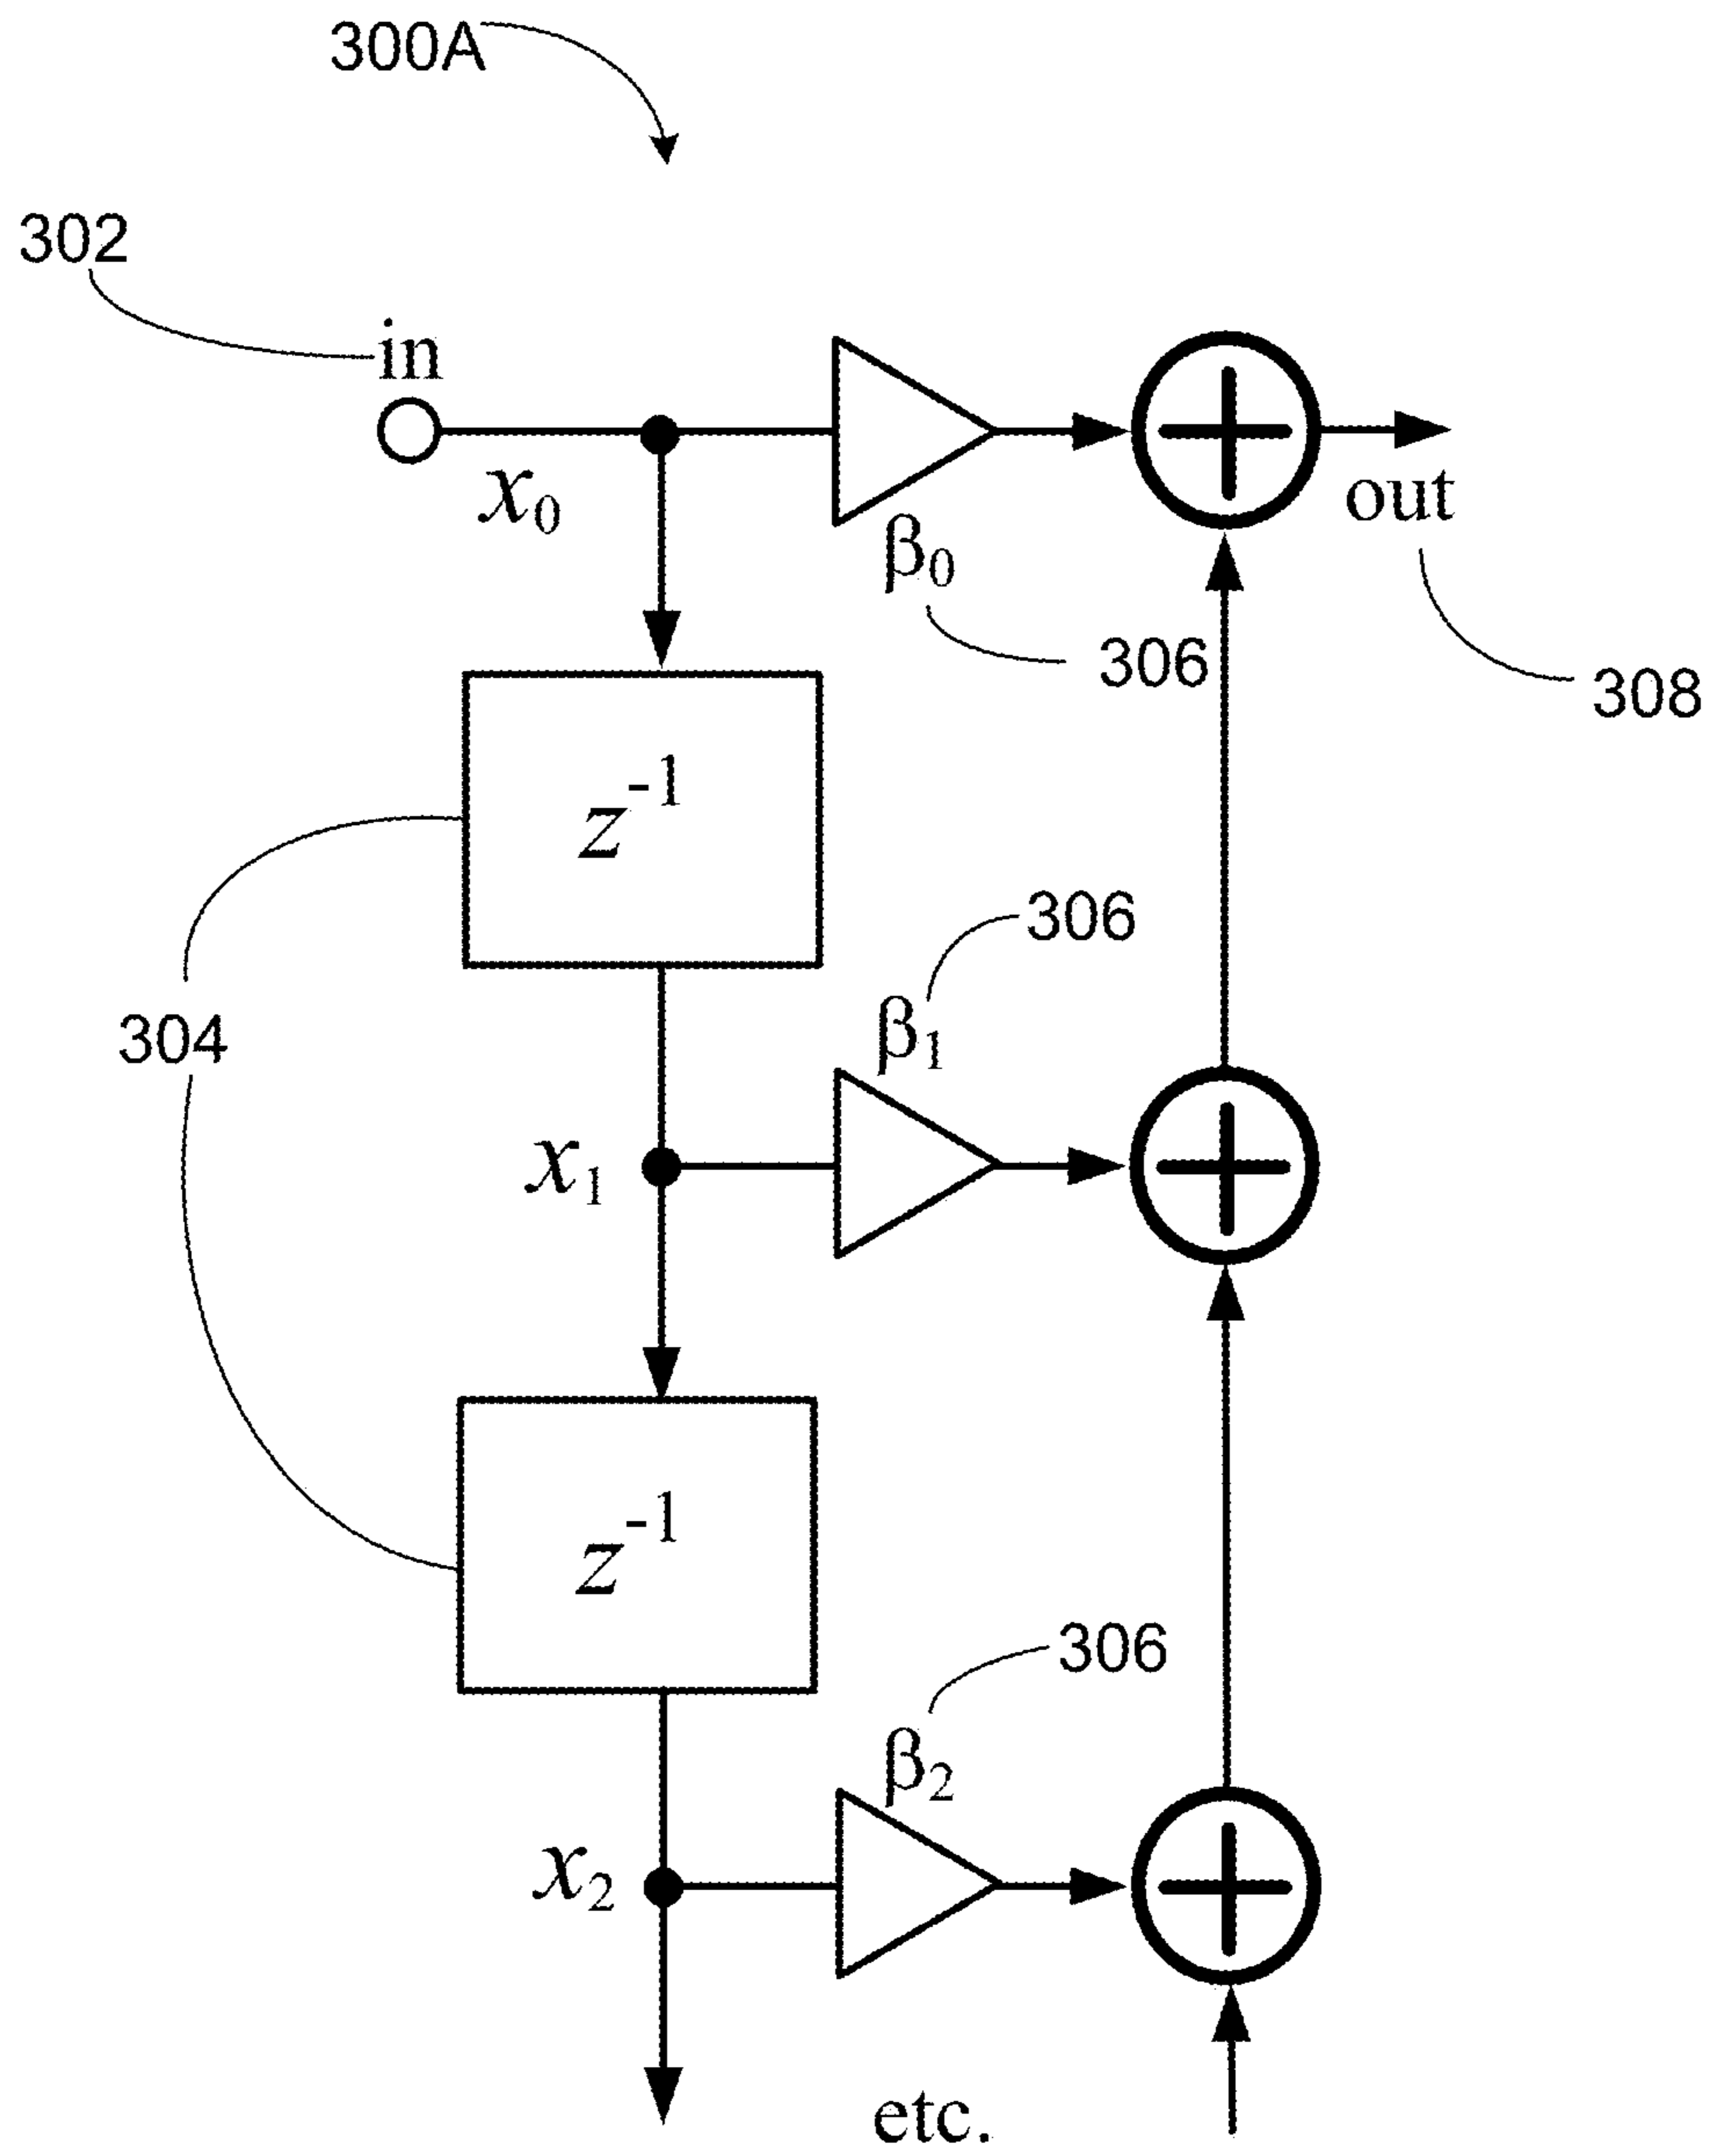 300A
302
in
x₀
out
β₀
306
308
z⁻¹
306
β₁
304
x₁
z⁻¹
306
β₂
x₂
etc.